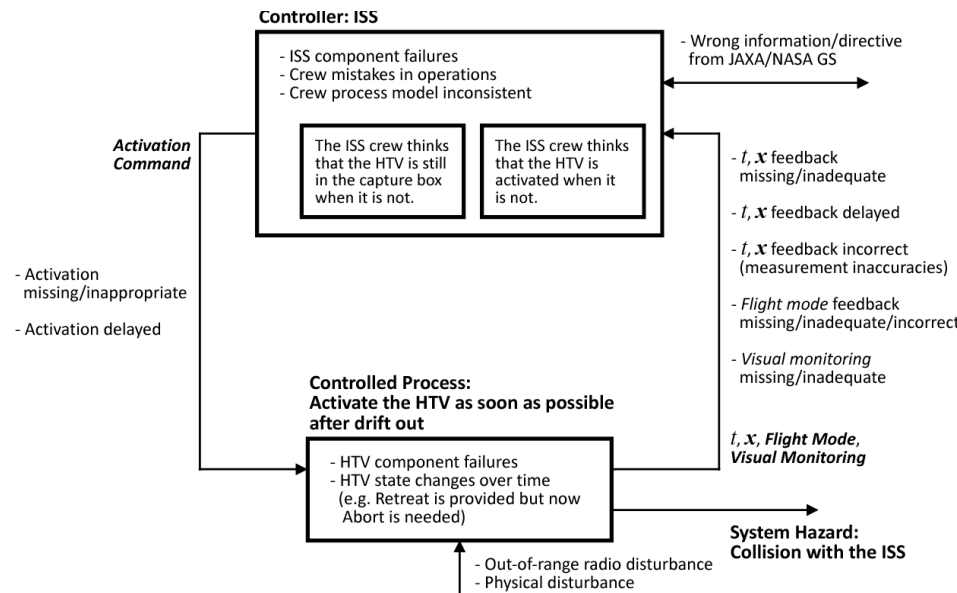 Controller: ISS
- ISS component failures
- Crew mistakes in operations
- Crew process model inconsistent
The ISS crew thinks
that the HTV is still
in the capture box
when it is not.
The ISS crew thinks
that the HTV is
activated when it
is not.
- Wrong information/directive
from JAXA/NASA GS
Activation
Command
- Activation
missing/inappropriate
- Activation delayed
- t, x feedback
missing/inadequate
- t, x feedback delayed
- t, x feedback incorrect
(measurement inaccuracies)
- Flight mode feedback
missing/inadequate/incorrect
- Visual monitoring
missing/inadequate
t, x, Flight Mode,
Visual Monitoring
Controlled Process:
Activate the HTV as soon as possible
after drift out
- HTV component failures
- HTV state changes over time
(e.g. Retreat is provided but now
Abort is needed)
System Hazard:
Collision with the ISS
- Out-of-range radio disturbance
- Physical disturbance